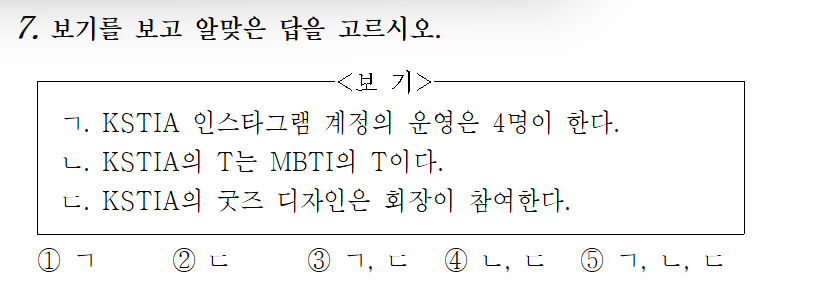 7. 보기를 보고 알맞은 답을 고르시오.
<보 기>
ㄱ. KSTIA 인스타그램 계정의 운영은 4명이 한다.
ㄴ. KSTIA의 T는 MBTI의 T이다.
ㄷ. KSTIA의 굿즈 디자인은 회장이 참여한다.
① ㄱ ② ㄷ ③ ㄱ, ㄷ ④ ㄴ, ㄷ ⑤ ㄱ, ㄴ, ㄷ